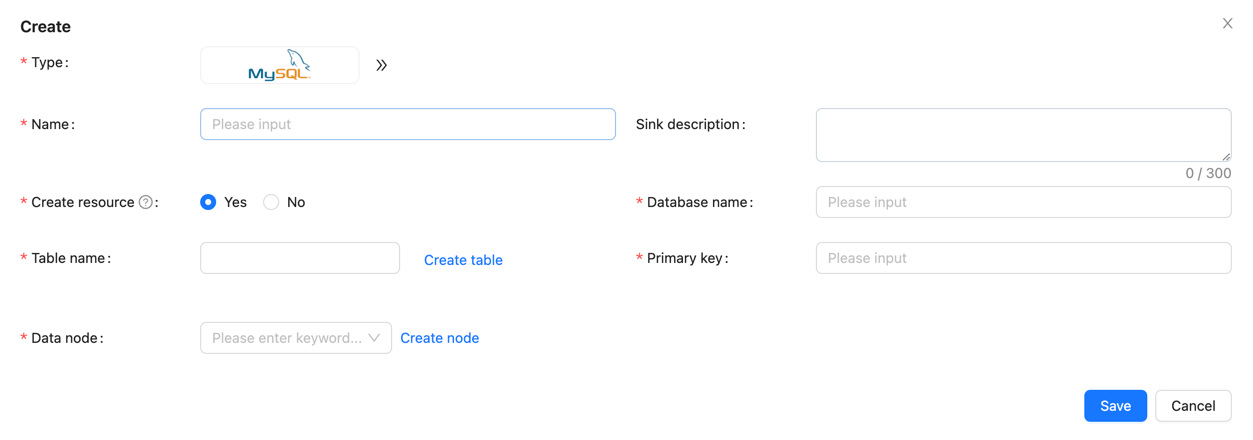 Create
* Type:
MySQL
* Name:
Please input
Sink description:
0 / 300
* Create resource ? :
Yes
No
* Database name:
Please input
* Table name:
Create table
* Primary key:
Please input
* Data node:
Please enter keyword...
Create node
Save
Cancel